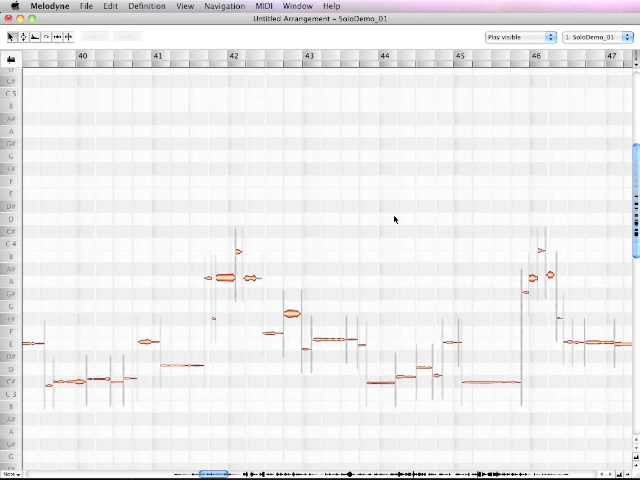 Melodyne File Edit Definition View Navigation MIDI Window Help
Untitled Arrangement – SoloDemo_01
Play visible 1: SoloDemo_01
40 41 42 43 44 45 46 47
C#
C 5
B
A#
A
G#
G
F#
F
E
D#
D
C#
C 4
B
A#
A
G#
G
F#
F
E
D#
D
C#
C 3
B
A#
A
G#
G
Note